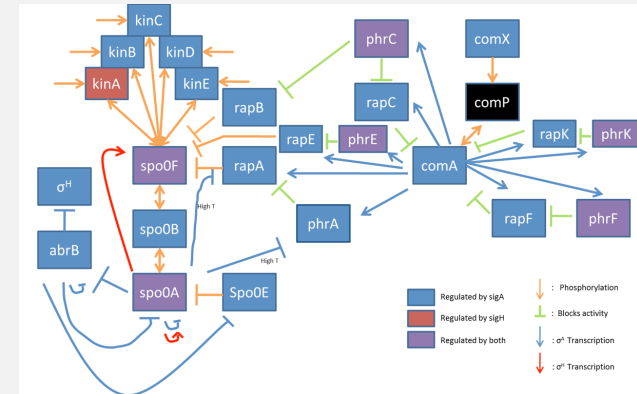 kinC
kinB
kinD
kinA
kinE
phrC
comX
rapB
rapC
comP
rapE
phrE
rapK
phrK
spo0F
rapA
comA
σᴴ
High T
spo0B
phrA
rapF
phrF
abrB
High T
spo0A
Spo0E
Regulated by sigA
Regulated by sigH
Regulated by both
: Phosphorylation
: Blocks activity
: σᴬ Transcription
: σᴴ Transcription